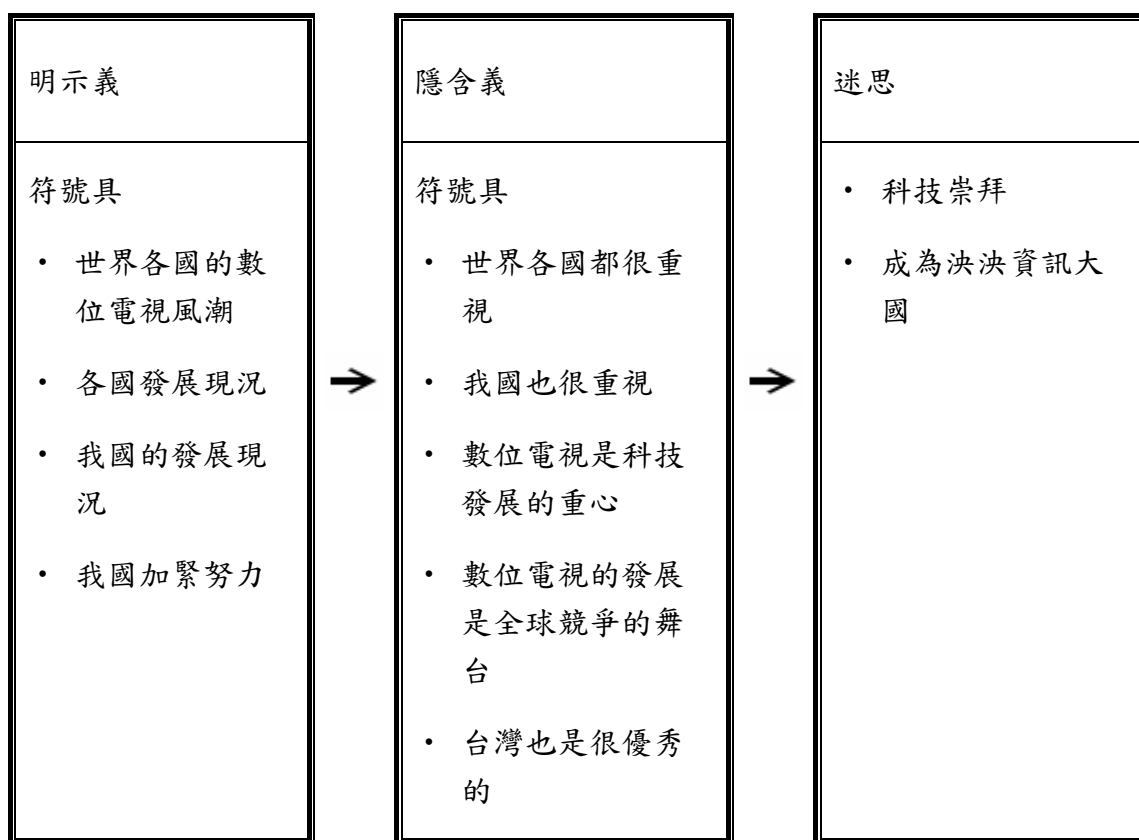 明示義
符號具
· 世界各國的數
位電視風潮
· 各國發展現況
· 我國的發展現
況
· 我國加緊努力
隱含義
符號具
· 世界各國都很重
視
· 我國也很重視
· 數位電視是科技
發展的重心
· 數位電視的發展
是全球競爭的舞
台
· 台灣也是很優秀
的
迷思
· 科技崇拜
· 成為泱泱資訊大
國